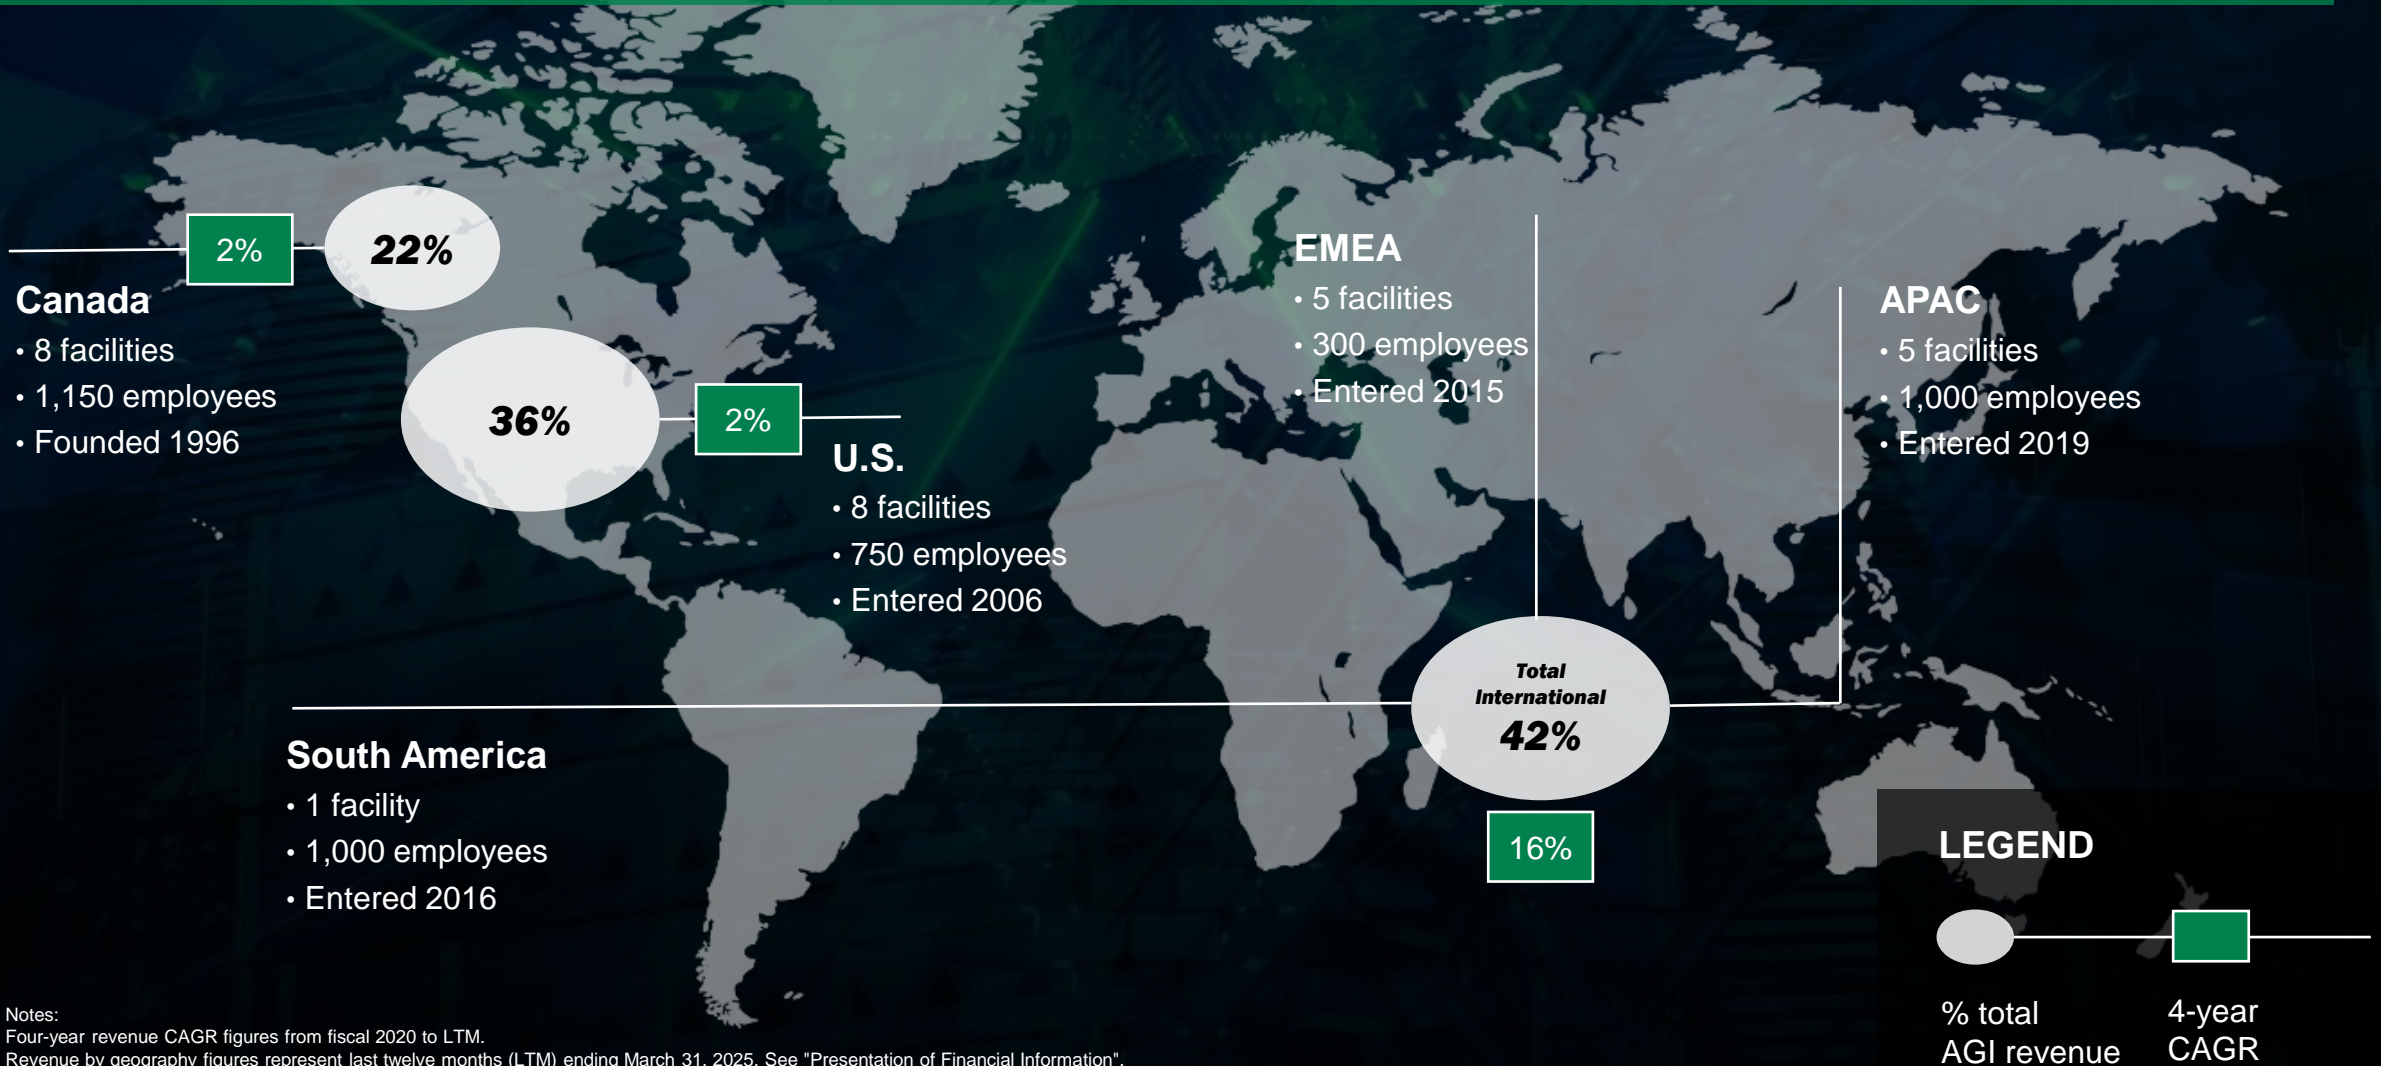 2%
22%
Canada
• 8 facilities
• 1,150 employees
• Founded 1996
36%
2%
U.S.
• 8 facilities
• 750 employees
• Entered 2006
EMEA
• 5 facilities
• 300 employees
• Entered 2015
APAC
• 5 facilities
• 1,000 employees
• Entered 2019
Total
International
42%
16%
South America
• 1 facility
• 1,000 employees
• Entered 2016
LEGEND
% total
AGI revenue
4-year
CAGR
Notes:
Four-year revenue CAGR figures from fiscal 2020 to LTM.
Revenue by geography figures represent last twelve months (LTM) ending March 31, 2025. See "Presentation of Financial Information".